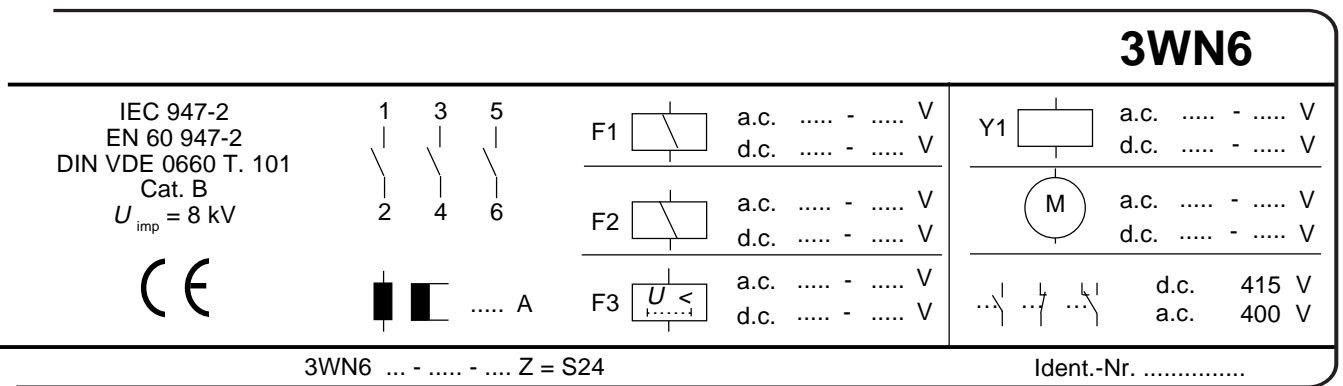 3WN6
IEC 947-2
EN 60 947-2
DIN VDE 0660 T. 101
Cat. B
U imp = 8 kV
CE
1 3 5
2 4 6
..... A
F1 a.c. ..... - ..... V
d.c. ..... - ..... V
F2 a.c. ..... - ..... V
d.c. ..... - ..... V
F3 U < a.c. ..... - ..... V
d.c. ..... - ..... V
Y1 a.c. ..... - ..... V
d.c. ..... - ..... V
M a.c. ..... - ..... V
d.c. ..... - ..... V
... ... ... d.c. 415 V
a.c. 400 V
3WN6 ... - ..... - .... Z = S24
Ident.-Nr. ...............